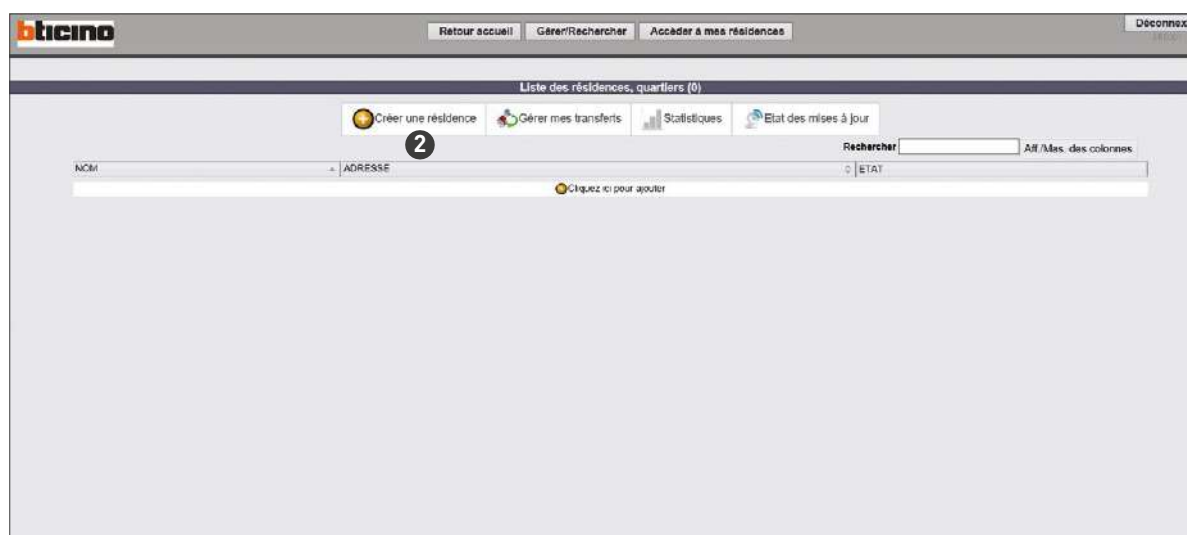 bticino
Retour accueil Gérer/Rechercher Accèder à mes résidences
Déconnex
Liste des résidences, quartiers (0)
Créer une résidence Gérer mes transferts Statistiques Etat des mises à jour
2
Rechercher Aff./Mas. des colonnes
NOM ADRESSE ETAT
Cliquez ici pour ajouter